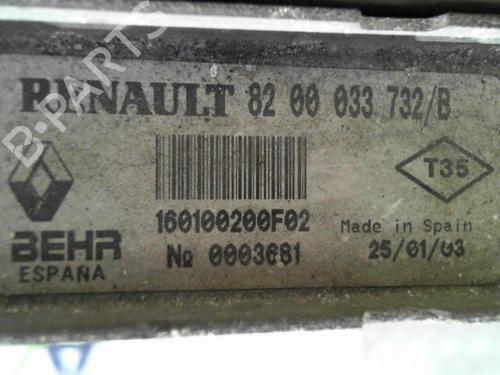 RENAULT 82 00 033 732/B
160100200F02
T35
BEHR
ESPAÑA
Nº 0003681
Made in Spain
25/01/03
B-PARTS